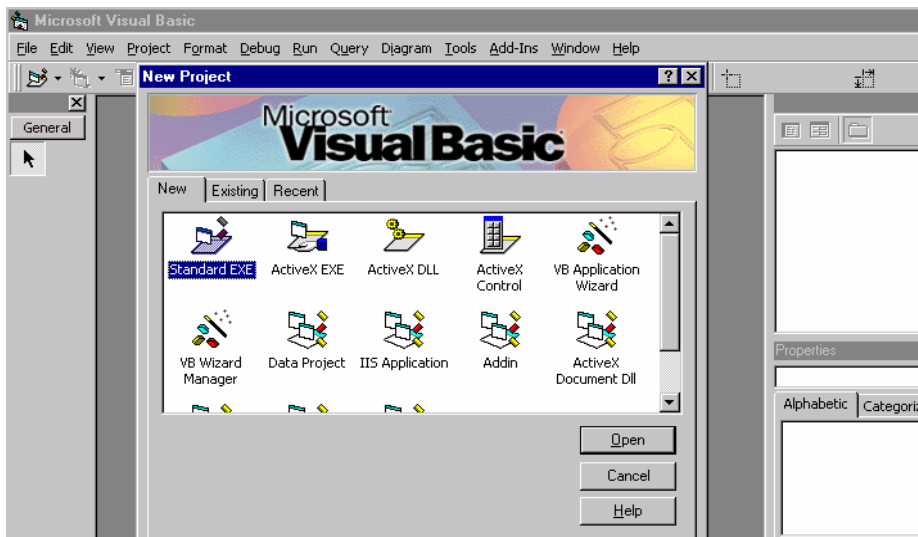 Microsoft Visual Basic
File Edit View Project Format Debug Run Query Diagram Tools Add-Ins Window Help
New Project
General
Microsoft
Visual Basic
New Existing Recent
Standard EXE ActiveX EXE ActiveX DLL ActiveX Control VB Application Wizard
VB Wizard Manager Data Project IIS Application Addin ActiveX Document Dll
Properties
Alphabetic Categoriz
Open
Cancel
Help